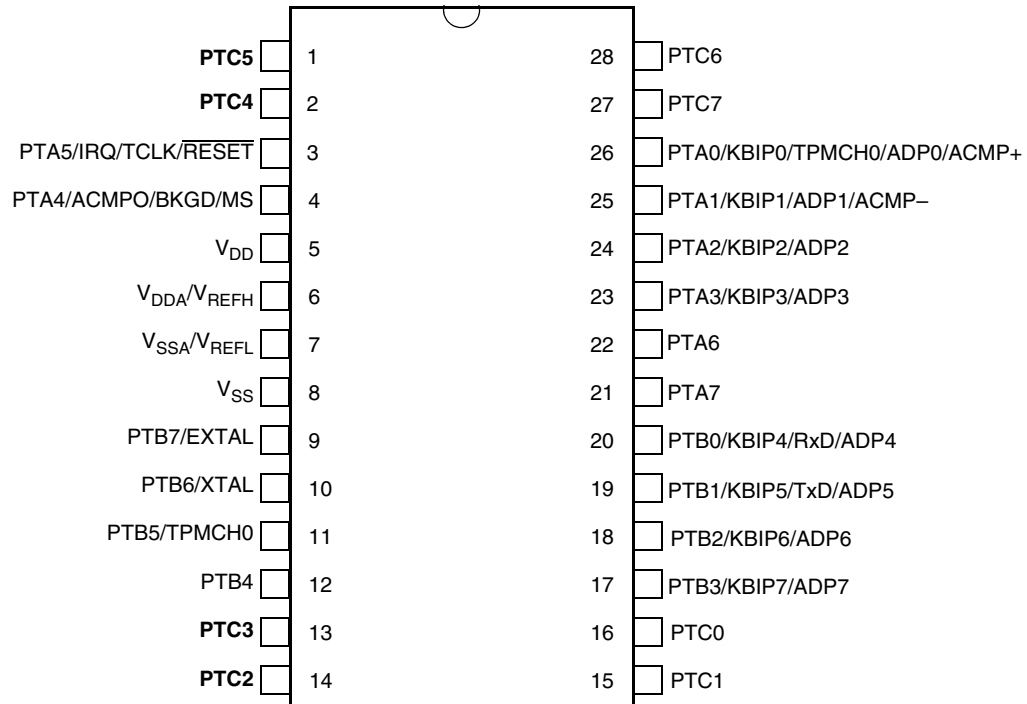 PTC5 1 28 PTC6
PTC4 2 27 PTC7
PTA5/IRQ/TCLK/RESET 3 26 PTA0/KBIP0/TPMCH0/ADP0/ACMP+
PTA4/ACMPO/BKGD/MS 4 25 PTA1/KBIP1/ADP1/ACMP–
VDD 5 24 PTA2/KBIP2/ADP2
VDDA/VREFH 6 23 PTA3/KBIP3/ADP3
VSSA/VREFL 7 22 PTA6
VSS 8 21 PTA7
PTB7/EXTAL 9 20 PTB0/KBIP4/RxD/ADP4
PTB6/XTAL 10 19 PTB1/KBIP5/TxD/ADP5
PTB5/TPMCH0 11 18 PTB2/KBIP6/ADP6
PTB4 12 17 PTB3/KBIP7/ADP7
PTC3 13 16 PTC0
PTC2 14 15 PTC1